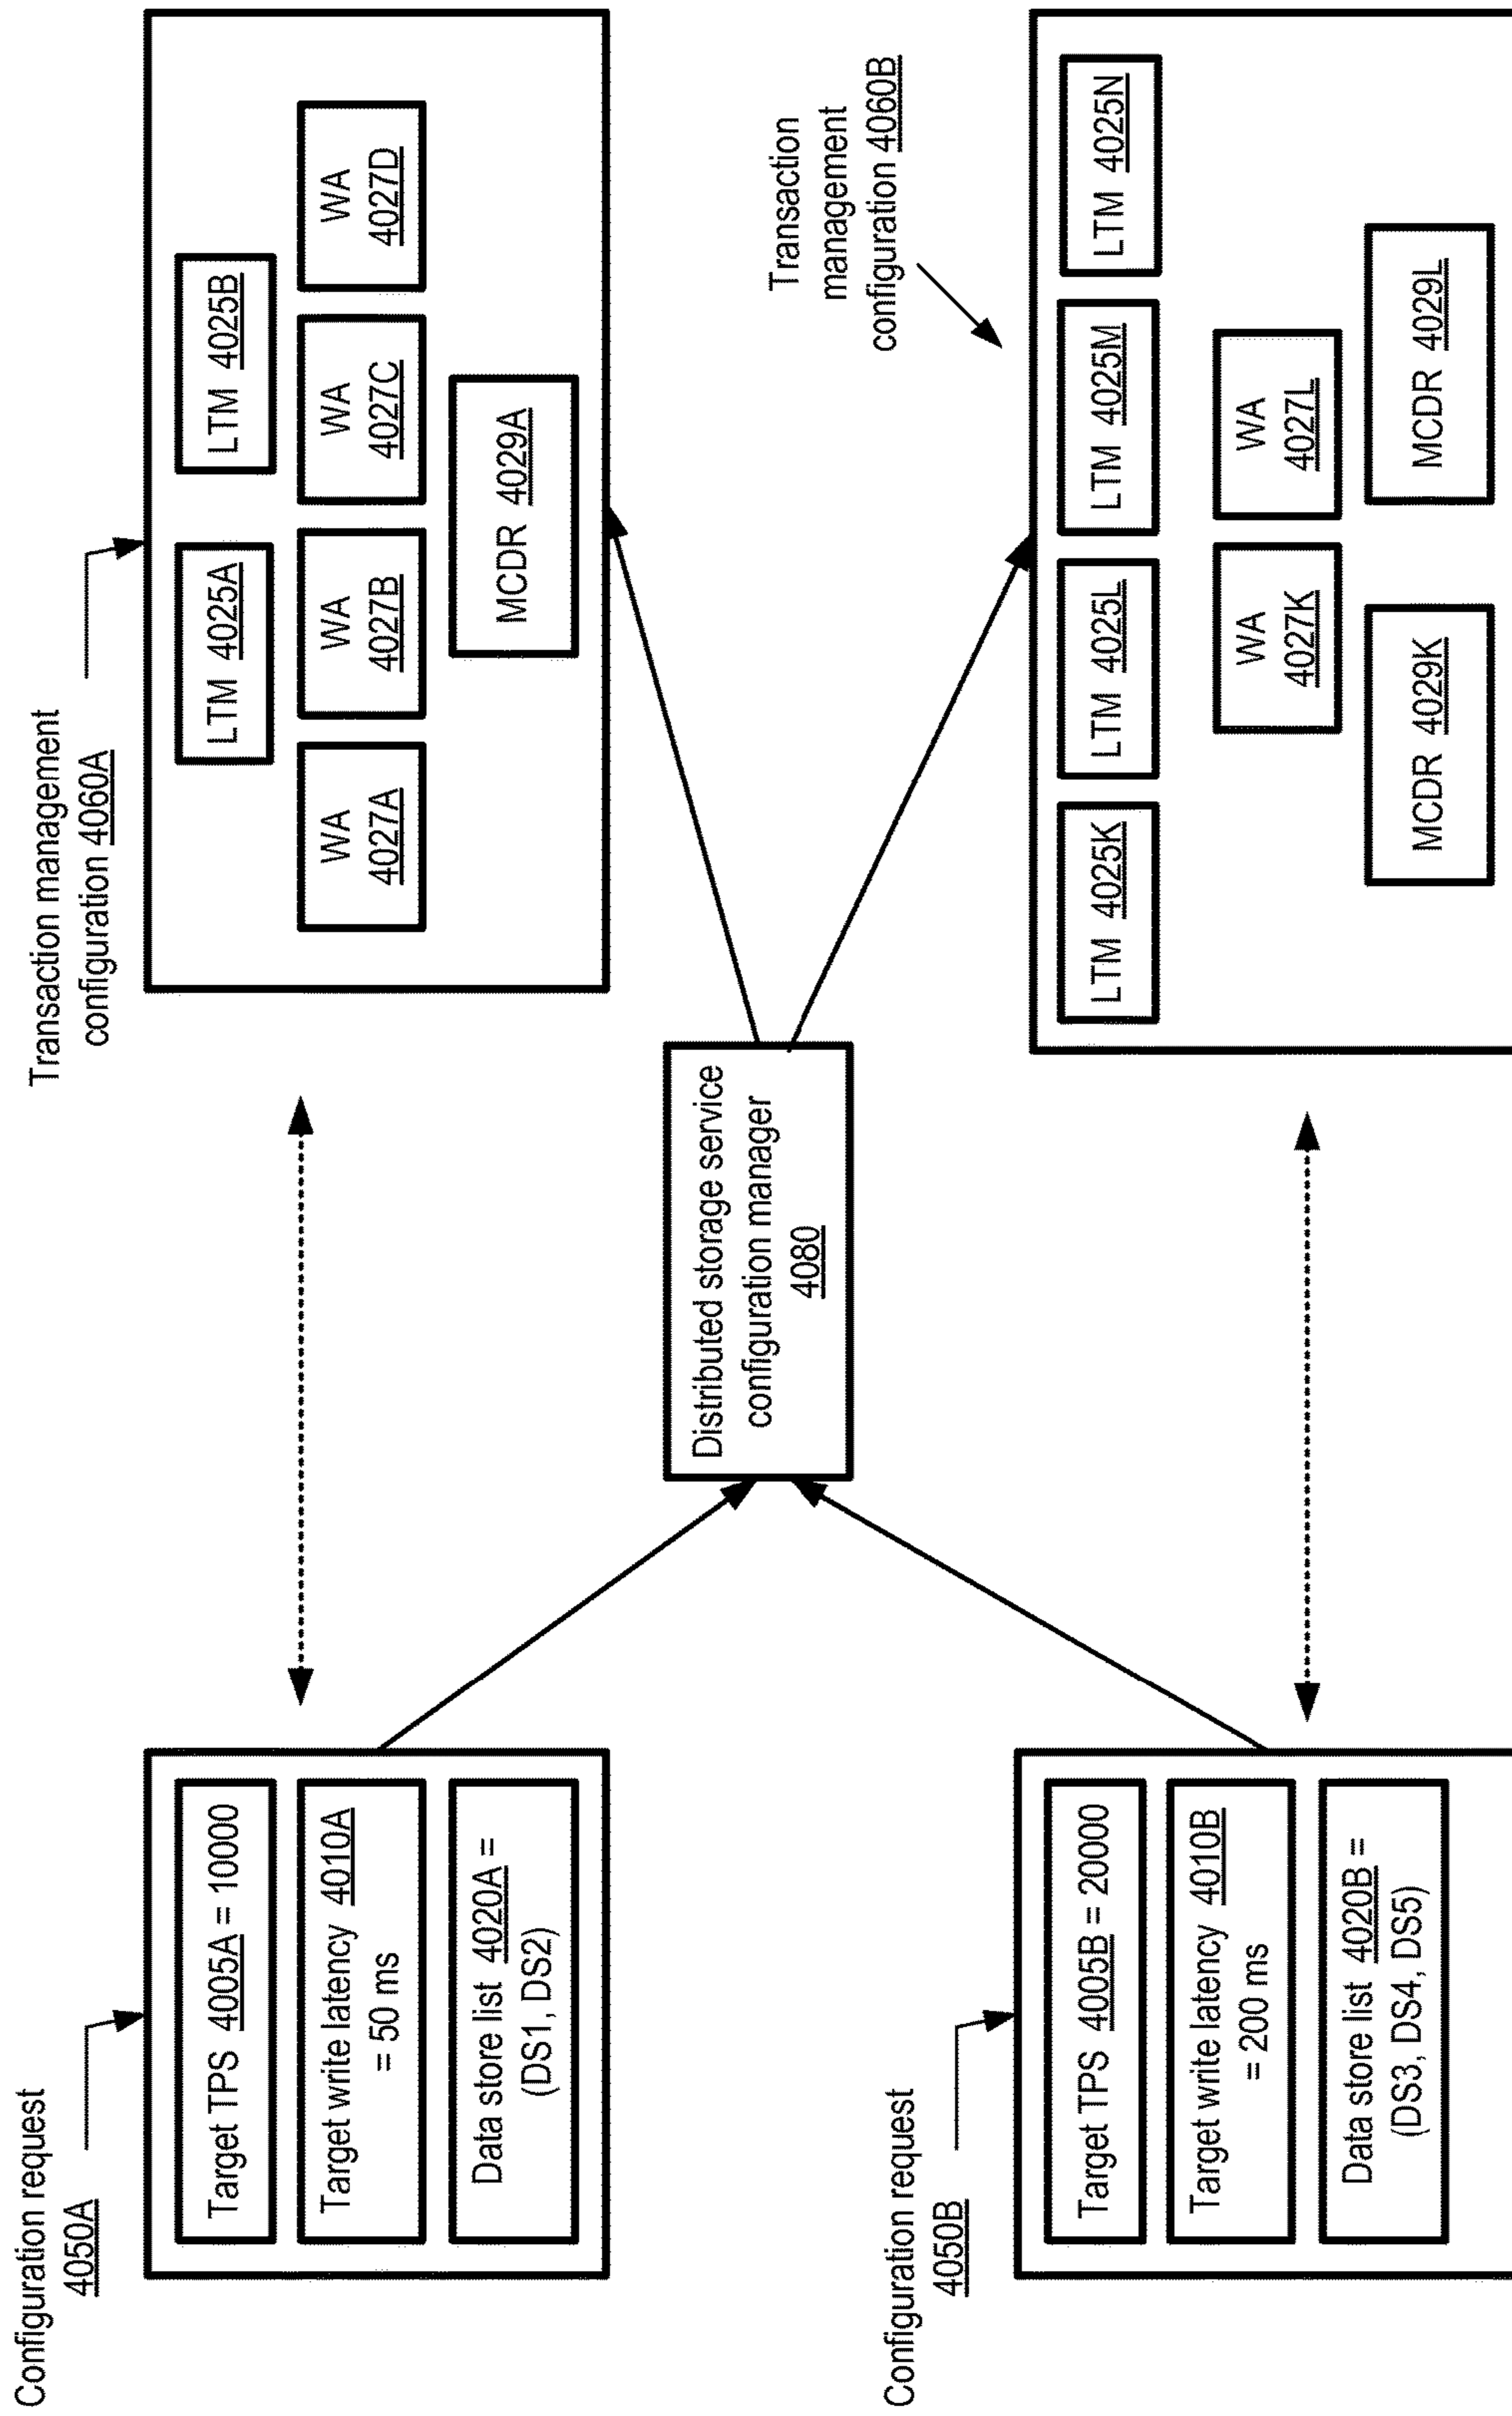 Configuration request
4050A
Target TPS 4005A = 10000
Target write latency 4010A
= 50 ms
Data store list 4020A =
(DS1, DS2)
Transaction management
configuration 4060A
LTM 4025A
LTM 4025B
WA
4027A
WA
4027B
WA
4027C
WA
4027D
MCDR 4029A
Distributed storage service
configuration manager
4080
Configuration request
4050B
Target TPS 4005B = 20000
Target write latency 4010B
= 200 ms
Data store list 4020B =
(DS3, DS4, DS5)
Transaction
management
configuration 4060B
LTM 4025K
LTM 4025L
LTM 4025M
LTM 4025N
WA
4027K
WA
4027L
MCDR 4029K
MCDR 4029L